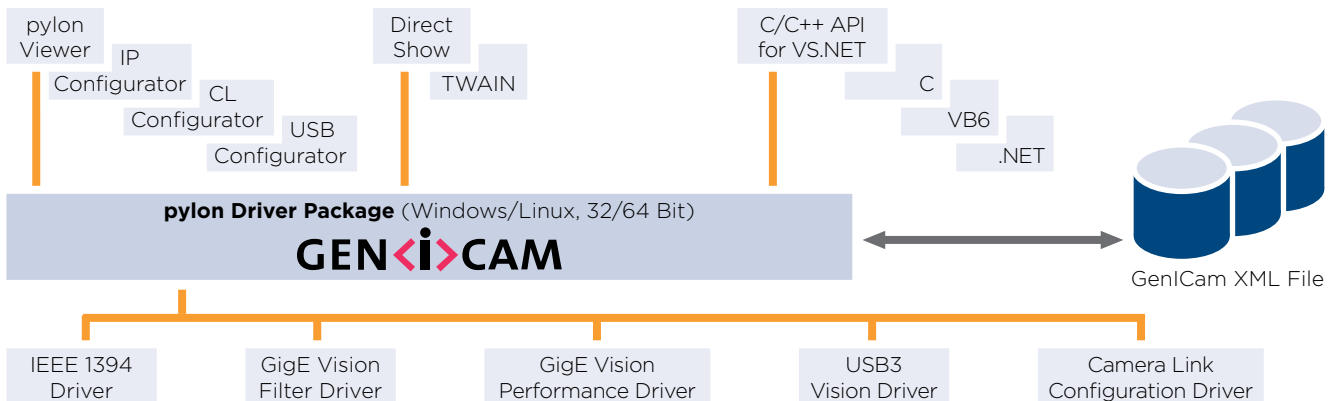 pylon
Viewer
IP
Configurator
CL
Configurator
USB
Configurator
Direct
Show
TWAIN
C/C++ API
for VS.NET
C
VB6
.NET
pylon Driver Package (Windows/Linux, 32/64 Bit)
GEN<i>CAM
GenICam XML File
IEEE 1394
Driver
GigE Vision
Filter Driver
GigE Vision
Performance Driver
USB3
Vision Driver
Camera Link
Configuration Driver